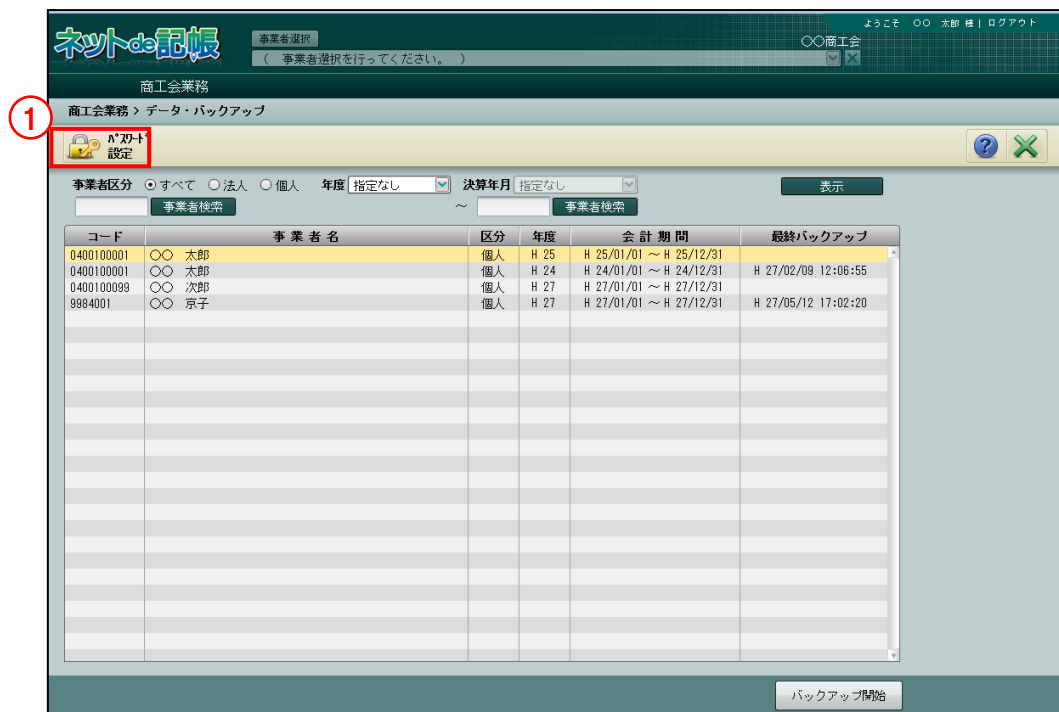 ようこそ ○○ 太郎 様 | ログアウト
ネットde記帳
事業者選択
○○商工会
( 事業者選択を行ってください。 )
商工会業務
商工会業務 > データ・バックアップ
1
ﾊﾟｽﾜｰﾄﾞ
設定
事業者区分 すべて 法人 個人 年度 指定なし 決算年月 指定なし 表示
事業者検索 ～ 事業者検索
コード 事業者名 区分 年度 会計期間 最終バックアップ
0400100001 ○○ 太郎 個人 H 25 H 25/01/01 ～ H 25/12/31
0400100001 ○○ 太郎 個人 H 24 H 24/01/01 ～ H 24/12/31 H 27/02/09 12:06:55
0400100099 ○○ 次郎 個人 H 27 H 27/01/01 ～ H 27/12/31
9984001 ○○ 京子 個人 H 27 H 27/01/01 ～ H 27/12/31 H 27/05/12 17:02:20
バックアップ開始